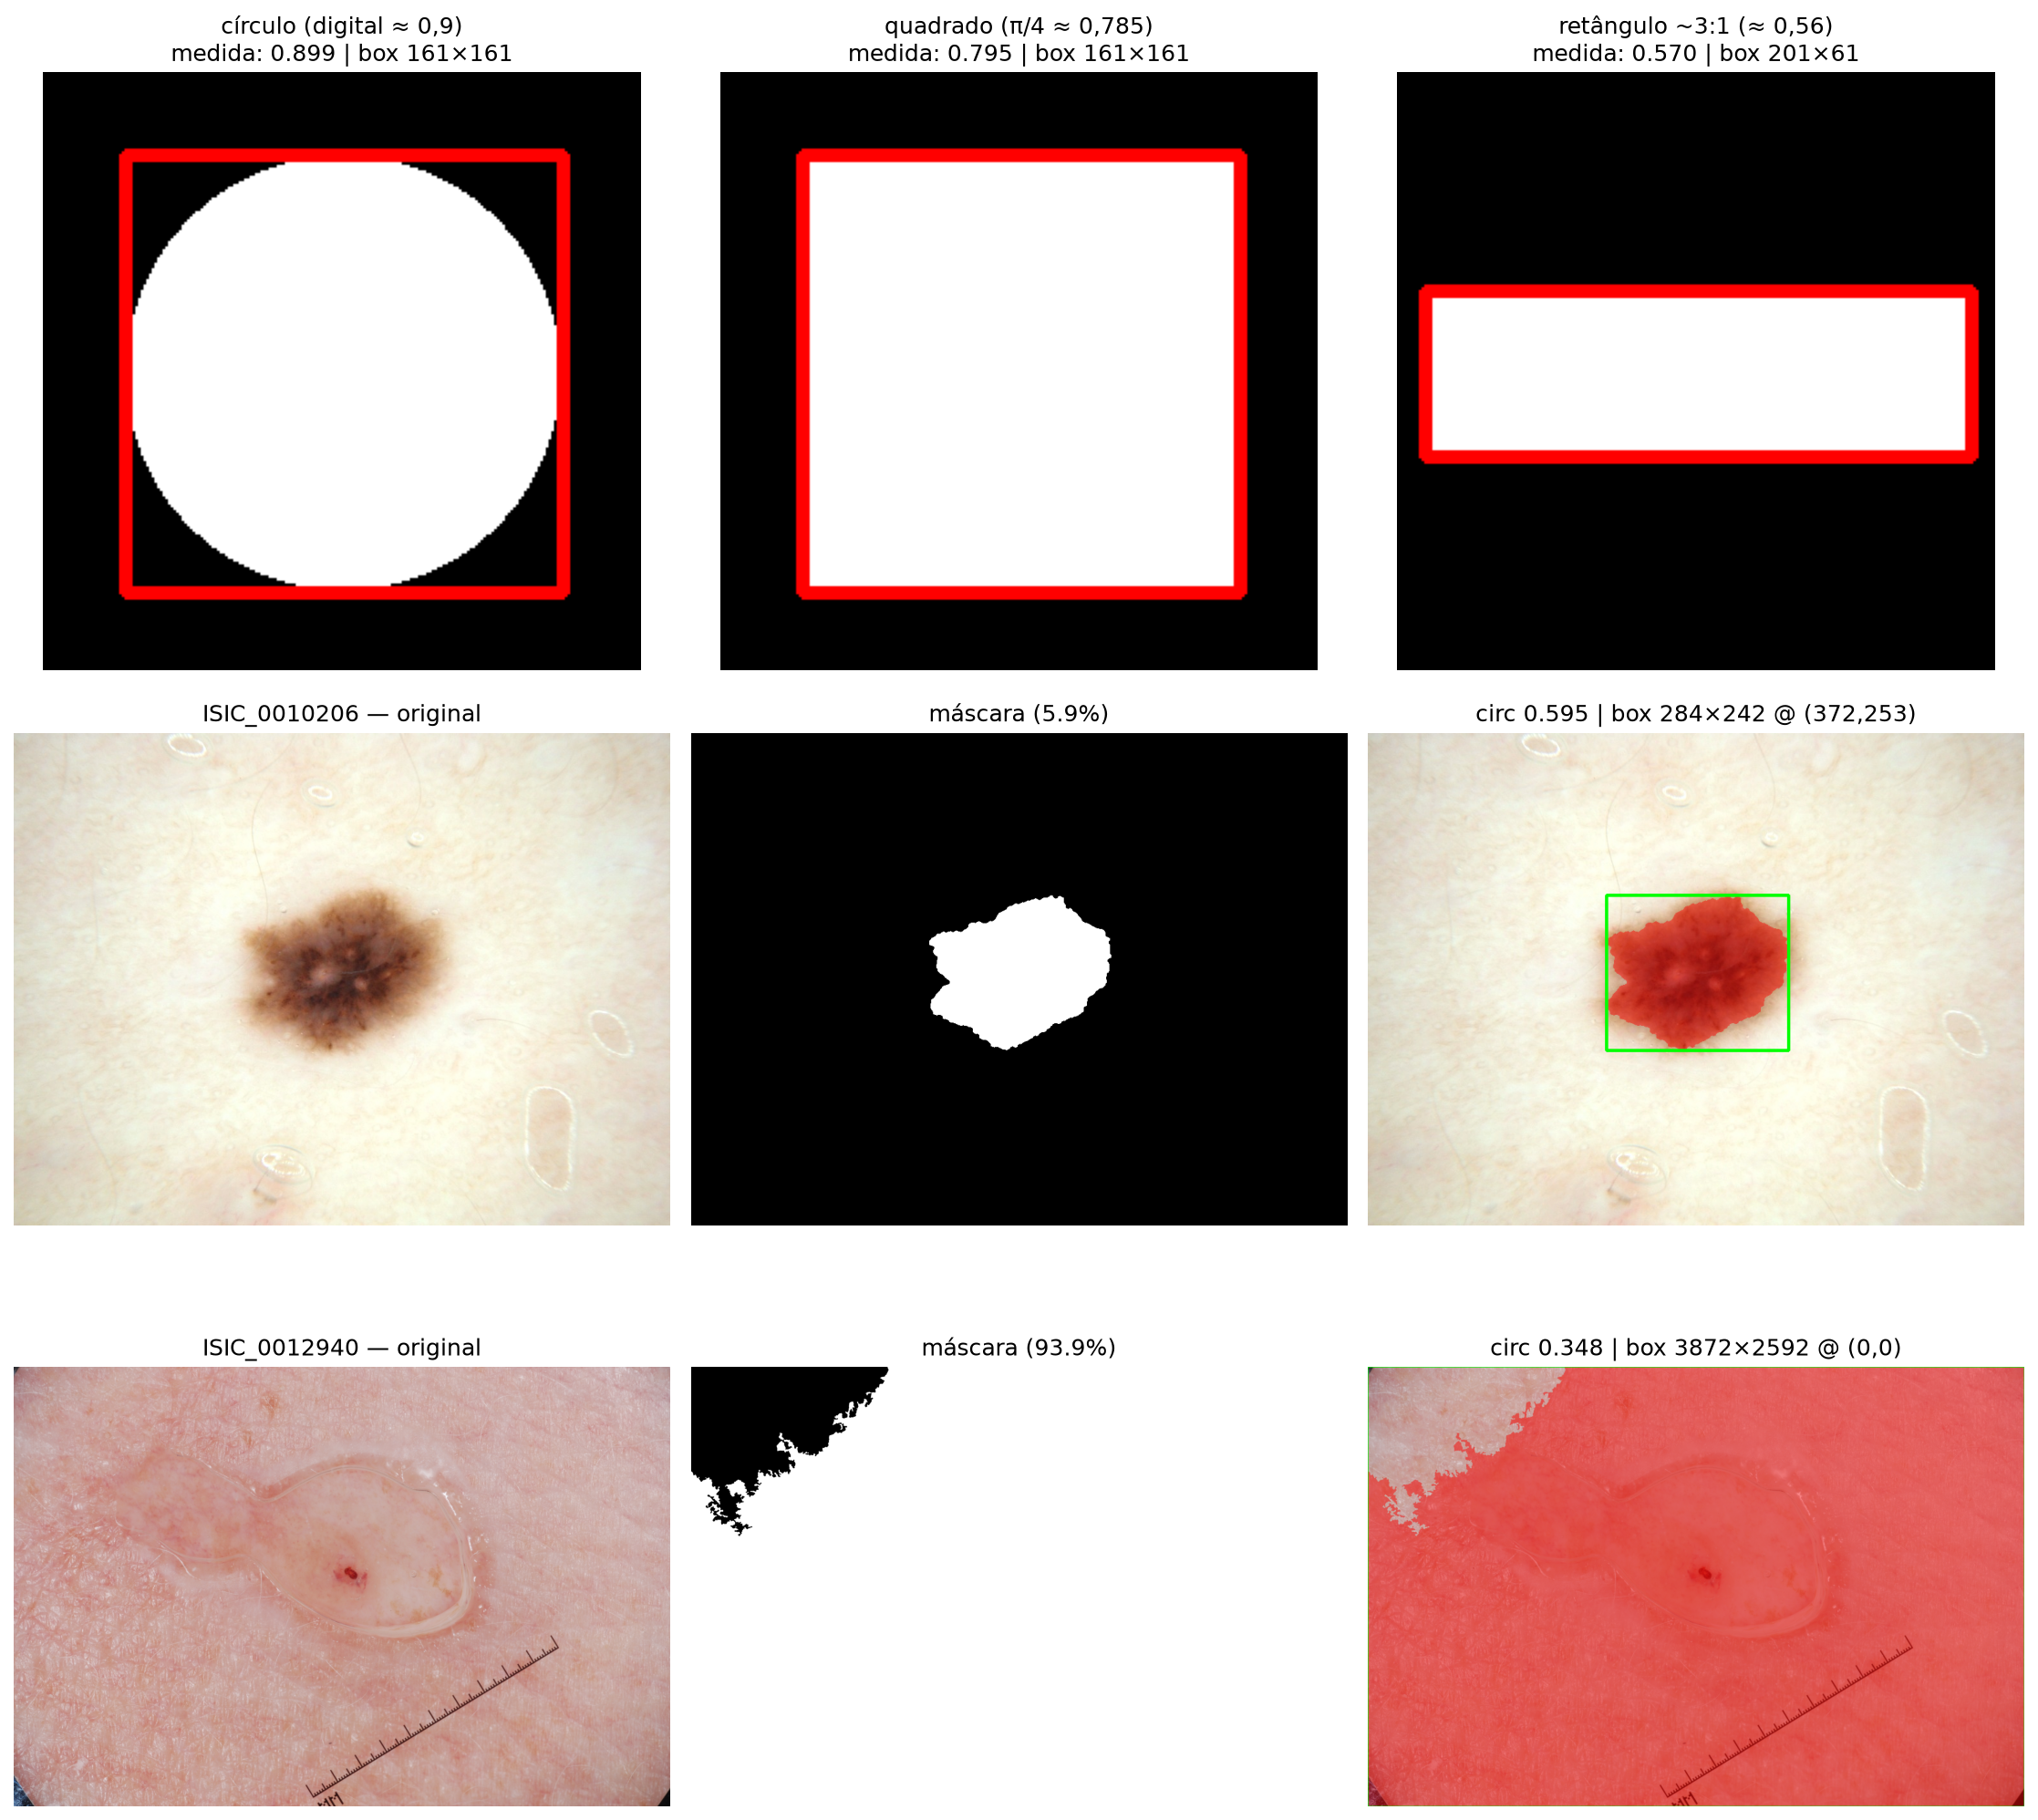 círculo (digital ≈ 0,9)
medida: 0.899 | box 161×161
quadrado (π/4 ≈ 0,785)
medida: 0.795 | box 161×161
retângulo ~3:1 (≈ 0,56)
medida: 0.570 | box 201×61
ISIC_0010206 — original
máscara (5.9%)
circ 0.595 | box 284×242 @ (372,253)
ISIC_0012940 — original
máscara (93.9%)
circ 0.348 | box 3872×2592 @ (0,0)